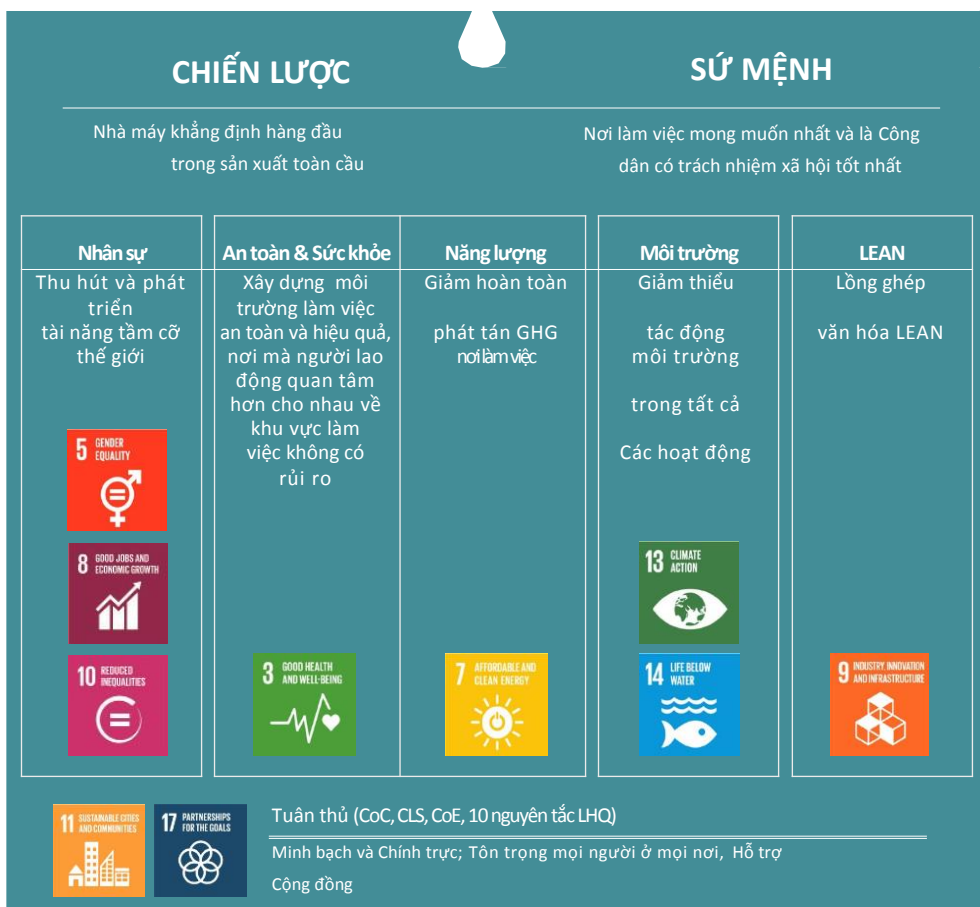 CHIẾN LƯỢC
Nhà máy khẳng định hàng đầu
trong sản xuất toàn cầu
SỨ MỆNH
Nơi làm việc mong muốn nhất và là Công
dân có trách nhiệm xã hội tốt nhất
Nhân sự
Thu hút và phát
triển
tài năng tầm cỡ
thế giới
5 GENDER
EQUALITY
8 GOOD JOBS AND
ECONOMIC GROWTH
10 REDUCED
INEQUALITIES
An toàn & Sức khỏe
Xây dựng môi
trường làm việc
an toàn và hiệu quả,
nơi mà người lao
động quan tâm
hơn cho nhau về
khu vực làm
việc không có
rủi ro
3 GOOD HEALTH
AND WELL-BEING
Năng lượng
Giảm hoàn toàn
phát tán GHG
nơi làm việc
7 AFFORDABLE AND
CLEAN ENERGY
Môi trường
Giảm thiểu
tác động
môi trường
trong tất cả
Các hoạt động
13 CLIMATE
ACTION
14 LIFE BELOW
WATER
LEAN
Lồng ghép
văn hóa LEAN
9 INDUSTRY, INNOVATION
AND INFRASTRUCTURE
11 SUSTAINABLE CITIES
AND COMMUNITIES
17 PARTNERSHIPS
FOR THE GOALS
Tuân thủ (CoC, CLS, CoE, 10 nguyên tắc LHQ)
Minh bạch và Chính trực; Tôn trọng mọi người ở mọi nơi, Hỗ trợ
Cộng đồng